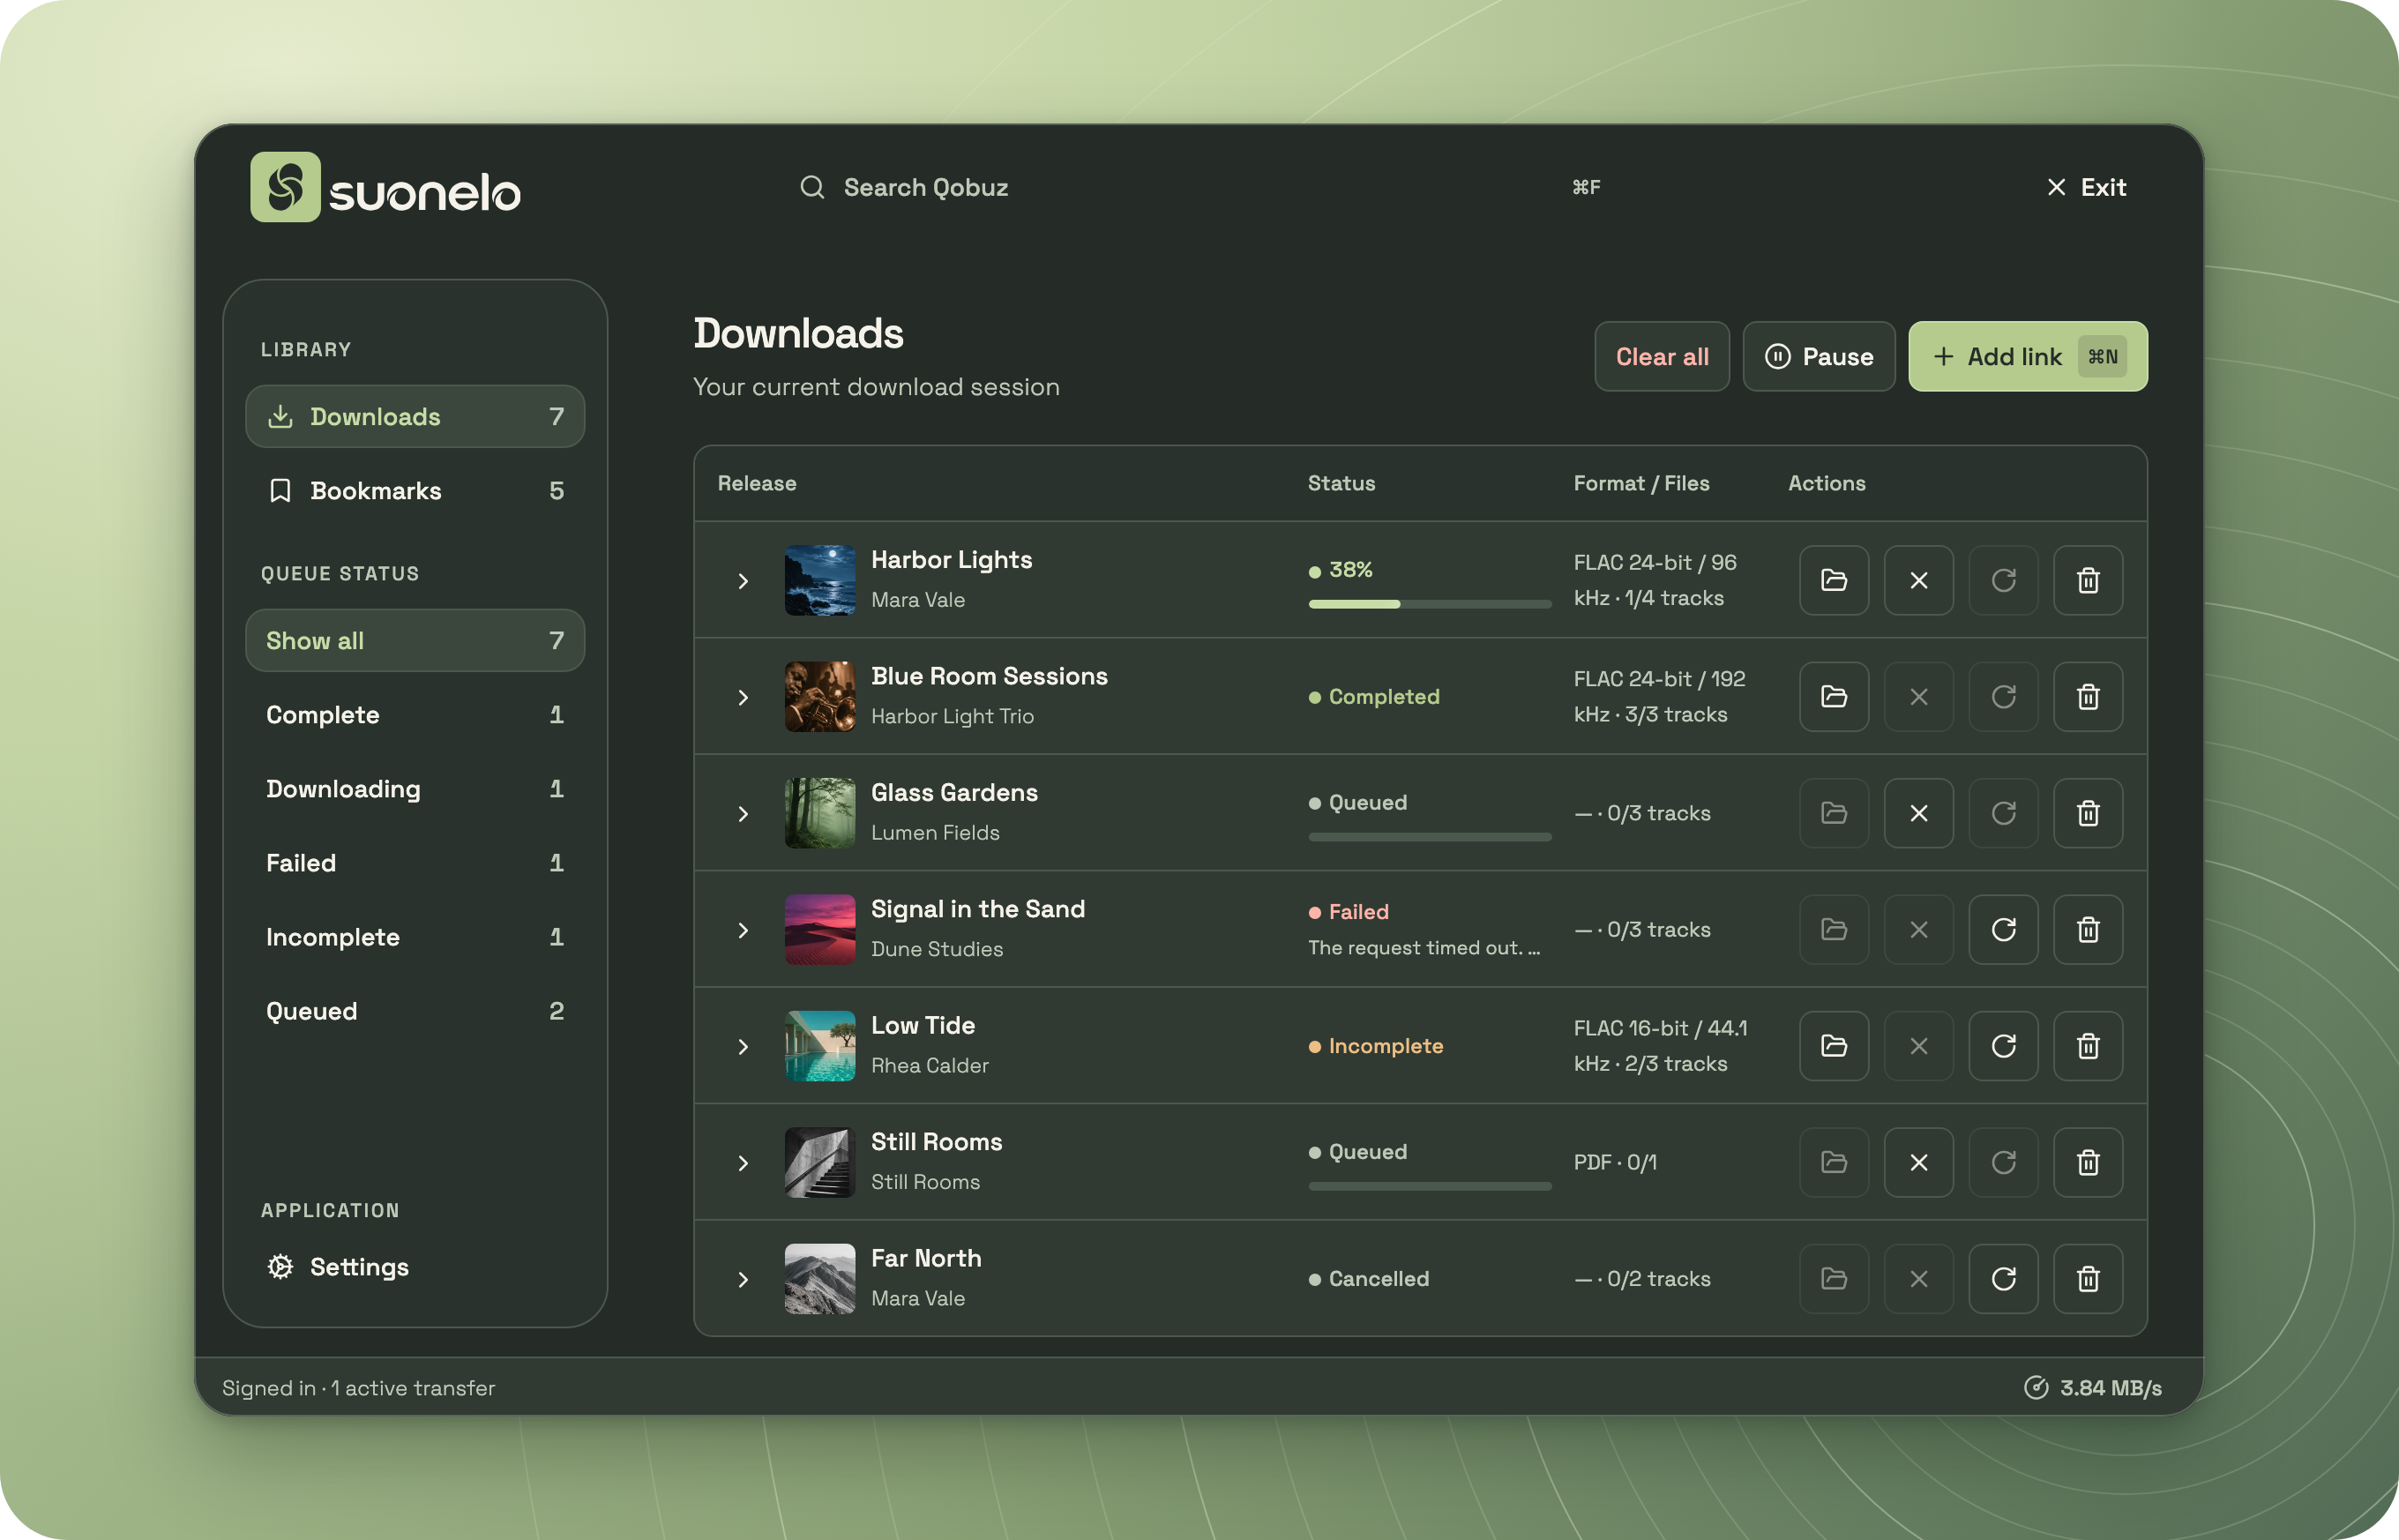 suonelo
Search Qobuz ⌘F
Exit
LIBRARY
Downloads 7
Bookmarks 5
QUEUE STATUS
Show all 7
Complete 1
Downloading 1
Failed 1
Incomplete 1
Queued 2
APPLICATION
Settings
Downloads
Your current download session
Clear all
Pause
Add link ⌘N
Release Status Format / Files Actions
Harbor Lights
Mara Vale
38%
FLAC 24-bit / 96
kHz · 1/4 tracks
Blue Room Sessions
Harbor Light Trio
Completed
FLAC 24-bit / 192
kHz · 3/3 tracks
Glass Gardens
Lumen Fields
Queued
— · 0/3 tracks
Signal in the Sand
Dune Studies
Failed
The request timed out. ...
— · 0/3 tracks
Low Tide
Rhea Calder
Incomplete
FLAC 16-bit / 44.1
kHz · 2/3 tracks
Still Rooms
Still Rooms
Queued
PDF · 0/1
Far North
Mara Vale
Cancelled
— · 0/2 tracks
Signed in · 1 active transfer
3.84 MB/s